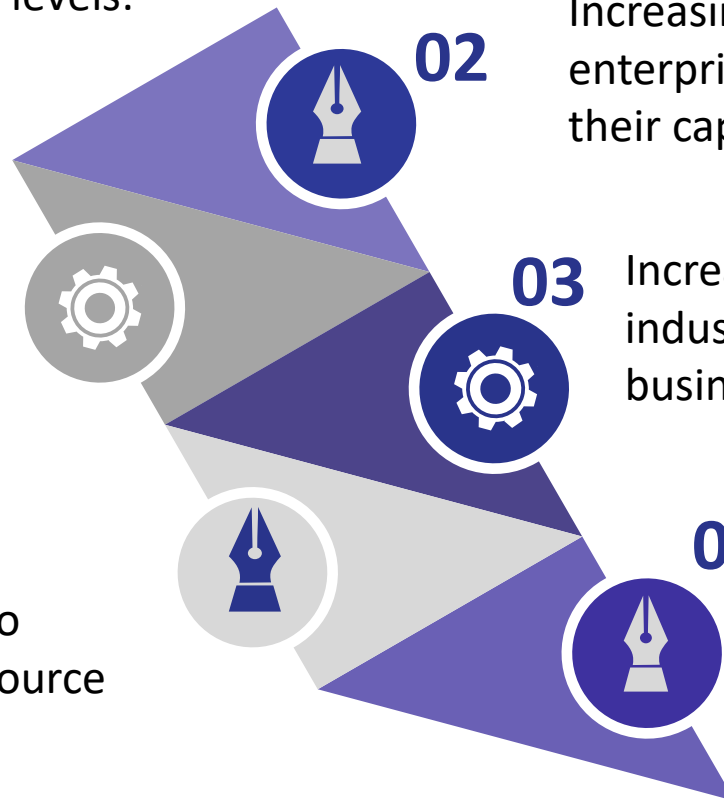 levels.
02
Increasin
enterpri
their cap
03
Incre
indus
busin
0
o
ource